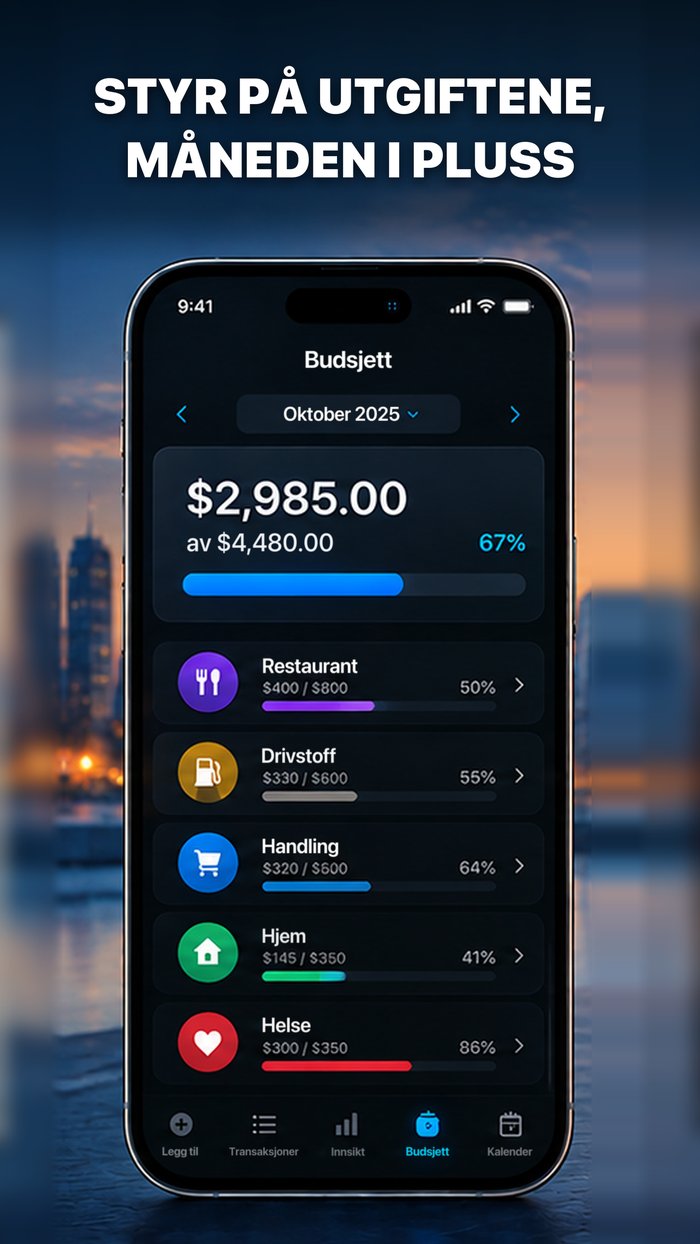 STYR PÅ UTGIFTENE,
MÅNEDEN I PLUSS
9:41
Budsjett
Oktober 2025
$2,985.00
av $4,480.00
67%
Restaurant
$400 / $800
50%
Drivstoff
$330 / $600
55%
Handling
$320 / $600
64%
Hjem
$145 / $350
41%
Helse
$300 / $350
86%
Legg til
Transaksjoner
Innsikt
Budsjett
Kalender